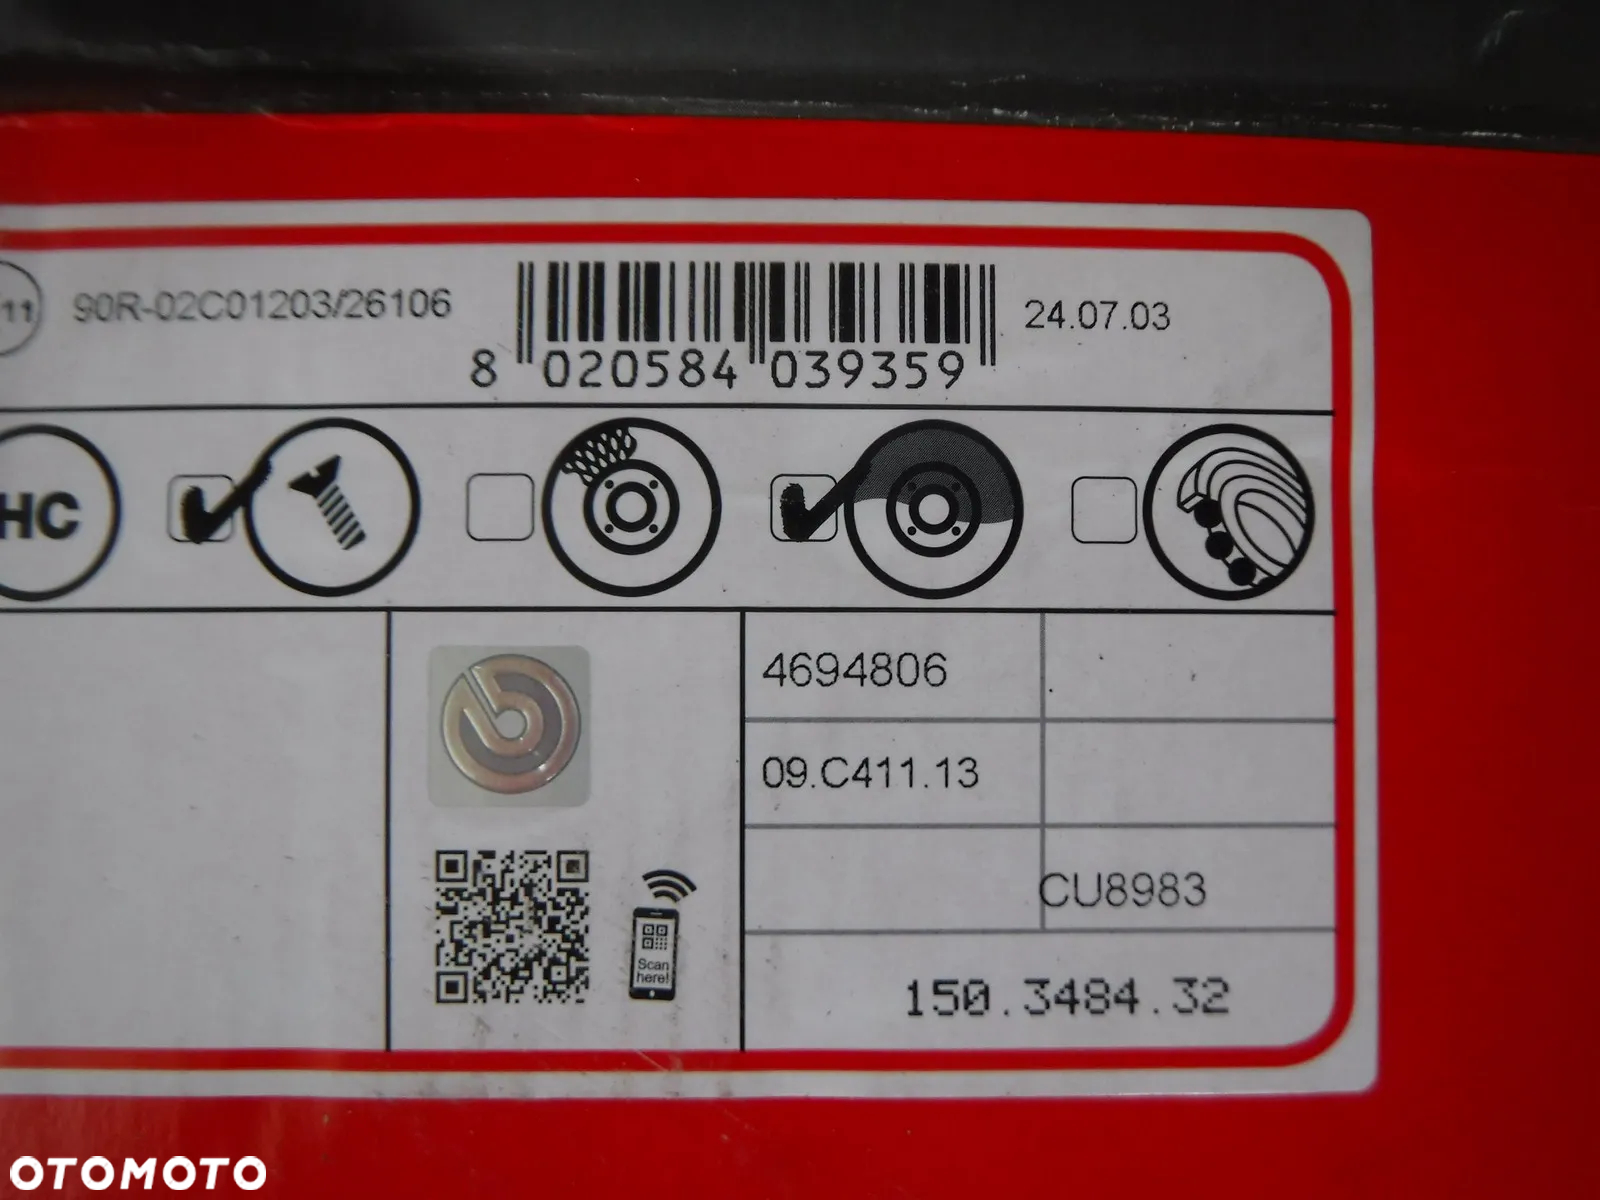 11 90R-02C01203/26106 24.07.03
8 020584 039359
HC
4694806
09.C411.13
CU8983
Scan
here!
150.3484.32
OTOMOTO